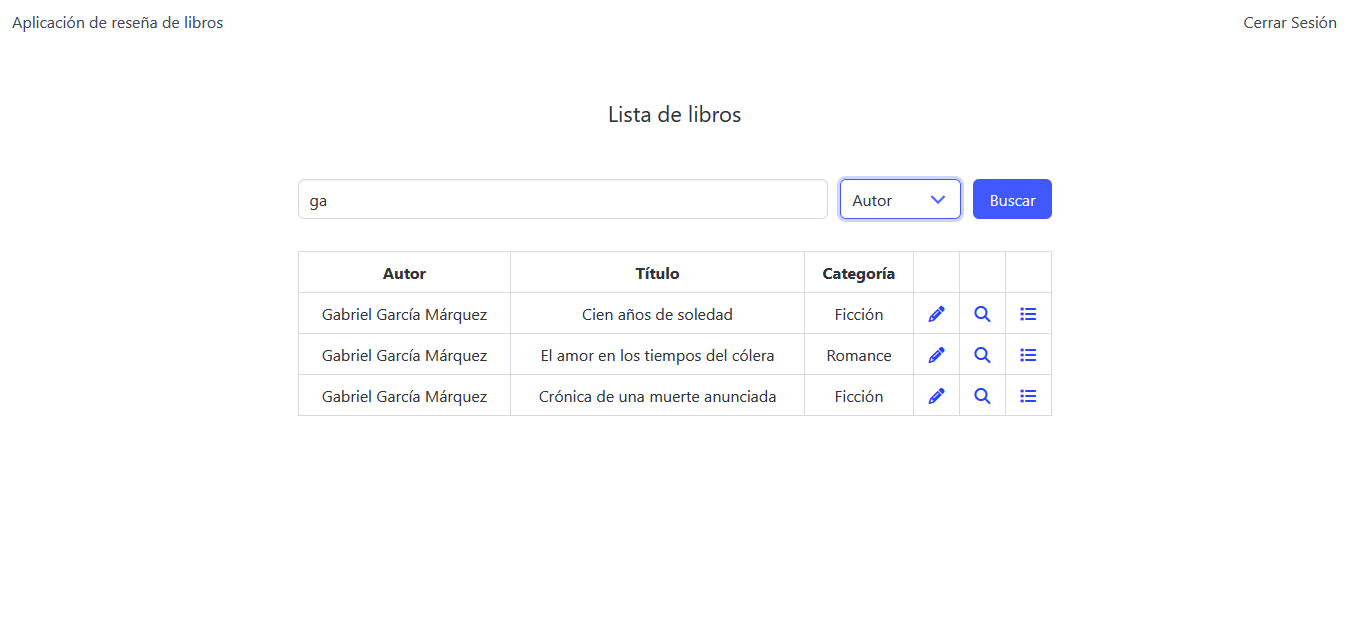 Aplicación de reseña de libros Cerrar Sesión
Lista de libros
ga Autor Buscar
Autor Título Categoría
Gabriel García Márquez Cien años de soledad Ficción
Gabriel García Márquez El amor en los tiempos del cólera Romance
Gabriel García Márquez Crónica de una muerte anunciada Ficción